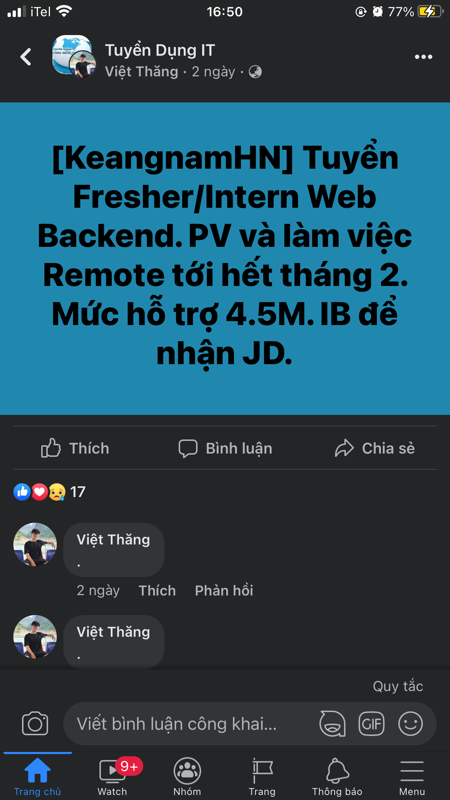 iTel 16:50 77%
Tuyển Dụng IT
Việt Thăng · 2 ngày ·
[KeangnamHN] Tuyển
Fresher/Intern Web
Backend. PV và làm việc
Remote tới hết tháng 2.
Mức hỗ trợ 4.5M. IB để
nhận JD.
Thích Bình luận Chia sẻ
17
Việt Thăng
.
2 ngày Thích Phản hồi
Việt Thăng
.
Quy tắc
Viết bình luận công khai... GIF
9+
Trang chủ Watch Nhóm Trang Thông báo Menu